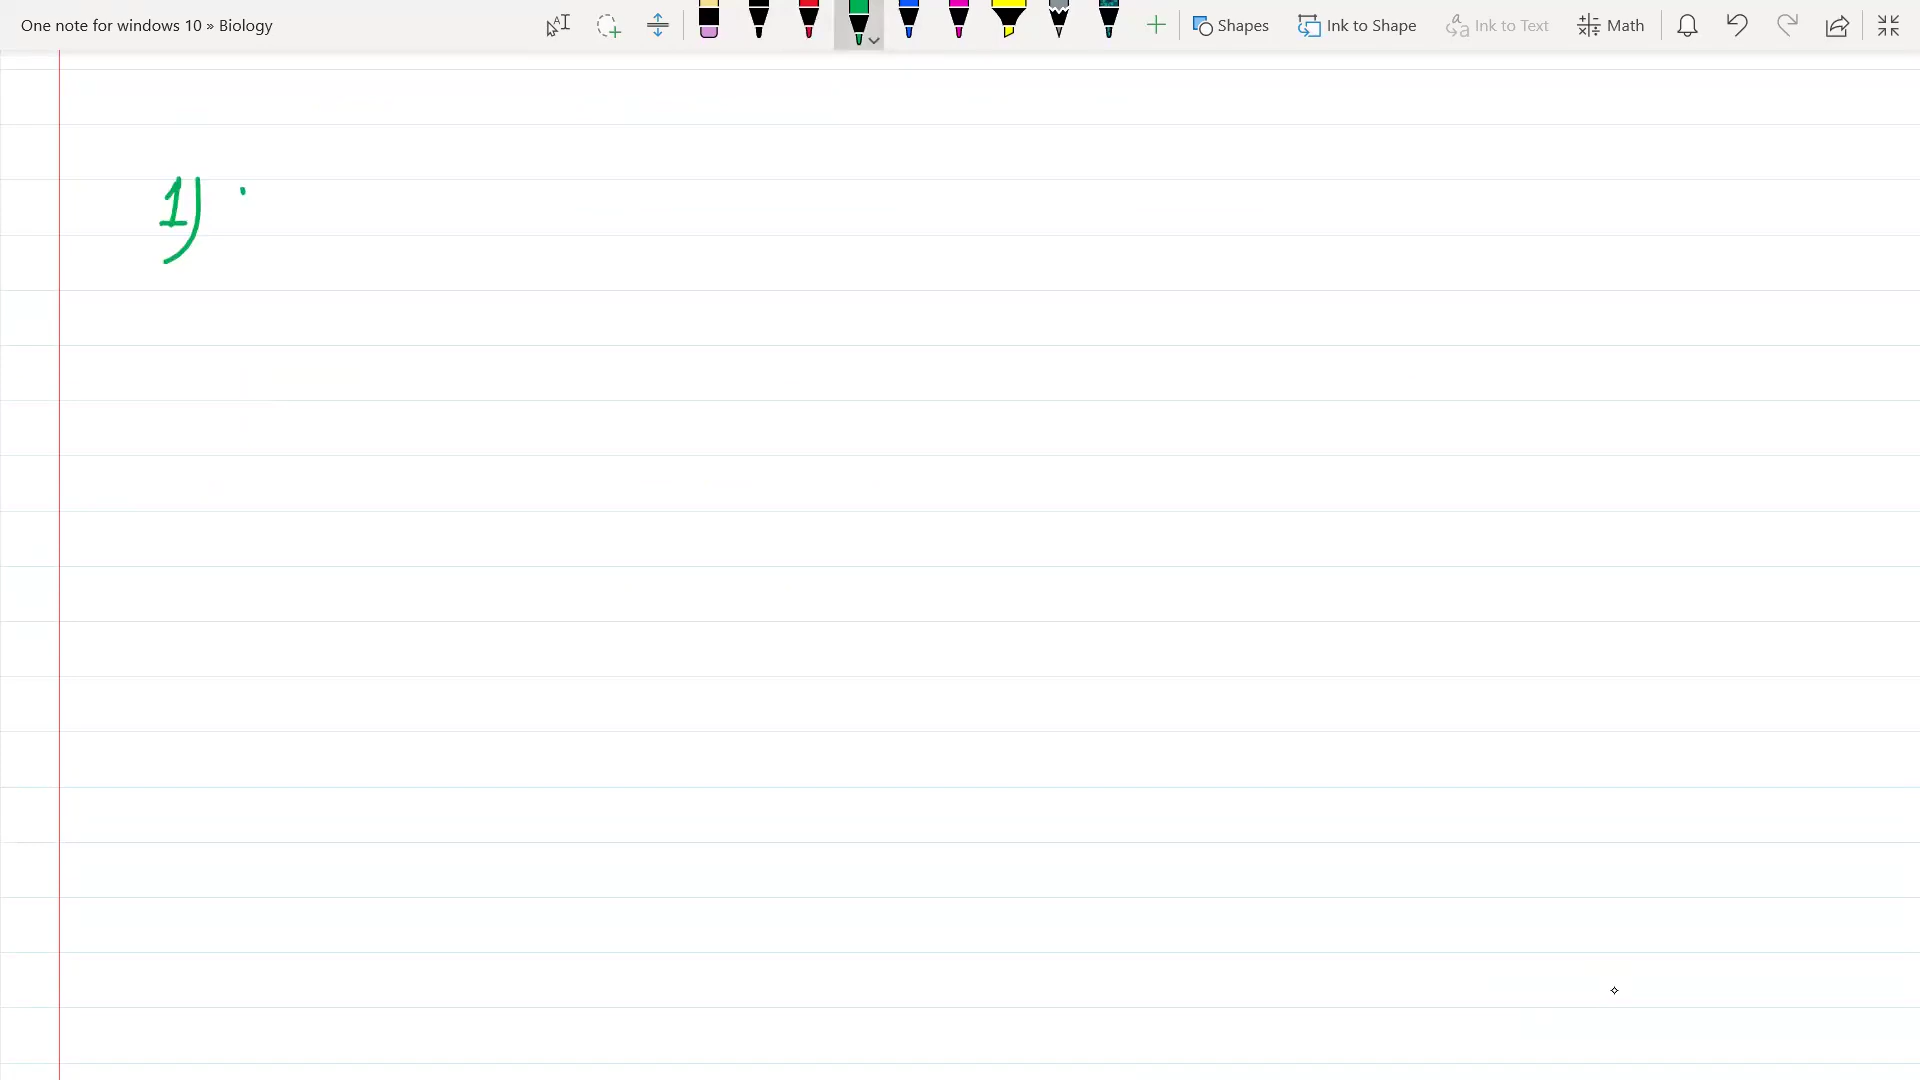 One note for windows 10 » Biology Shapes Ink to Shape Ink to Text Math
1)